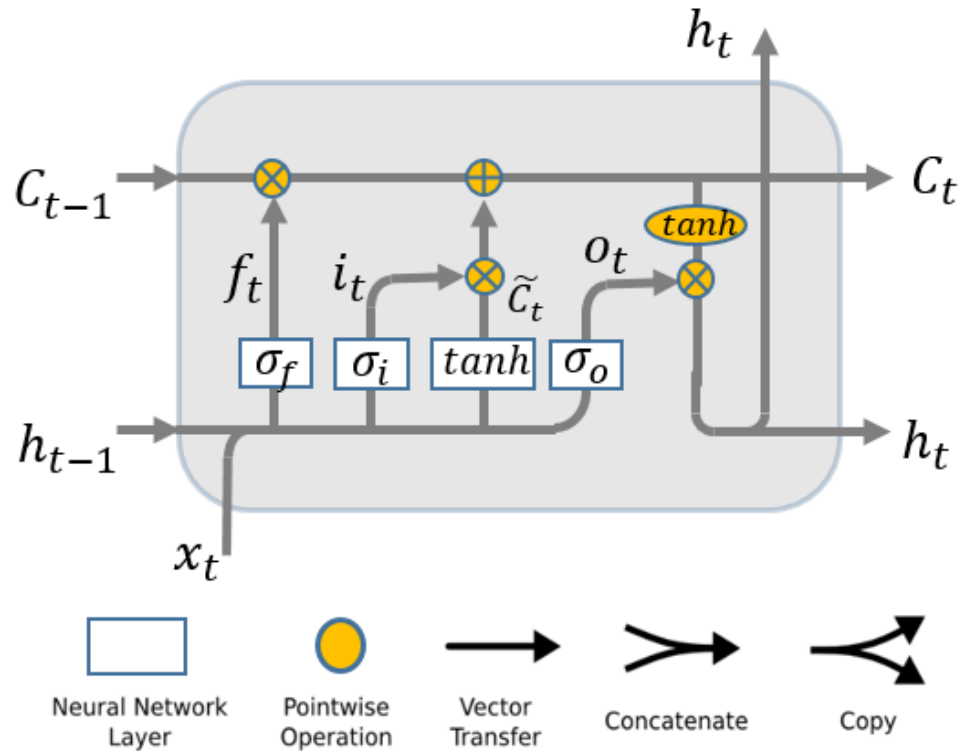 h_t
C_{t-1}
C_t
tanh
f_t
i_t
C̃_t
o_t
σ_f
σ_i
tanh
σ_o
h_{t-1}
h_t
x_t
Neural Network
Layer
Pointwise
Operation
Vector
Transfer
Concatenate
Copy